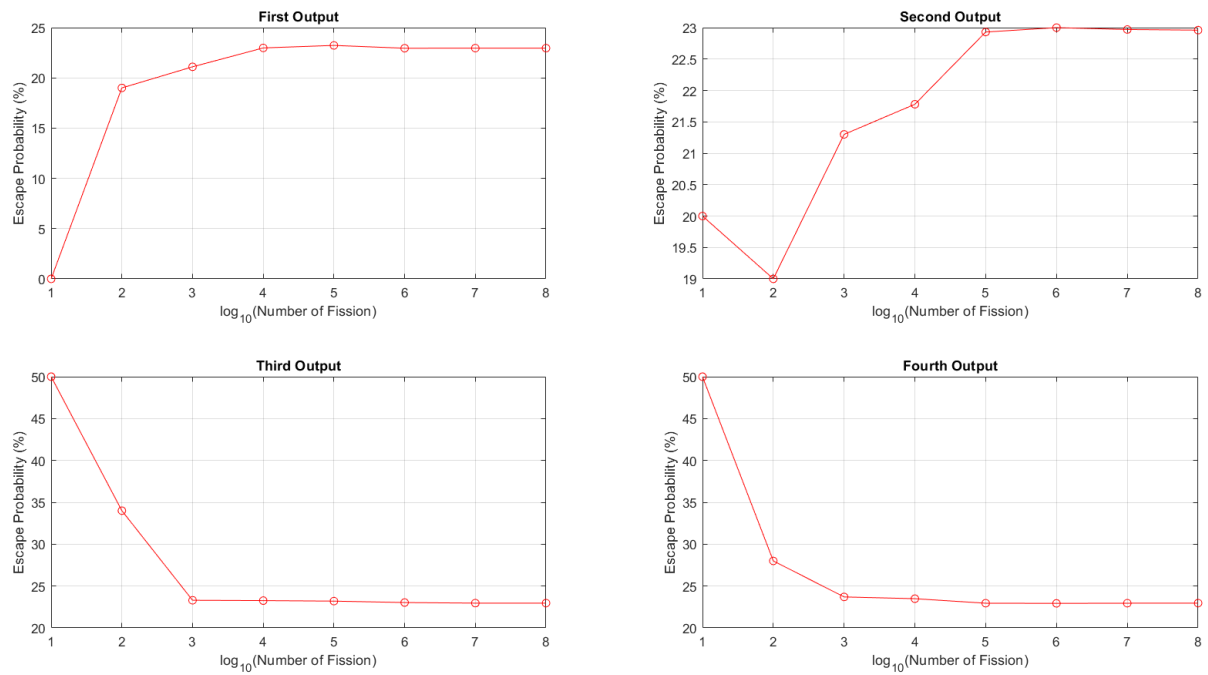 First Output
25
20
15
10
5
0
Escape Probability (%)
1 2 3 4 5 6 7 8
log10(Number of Fission)
Second Output
23
22.5
22
21.5
21
20.5
20
19.5
19
Escape Probability (%)
1 2 3 4 5 6 7 8
log10(Number of Fission)
Third Output
50
45
40
35
30
25
20
Escape Probability (%)
1 2 3 4 5 6 7 8
log10(Number of Fission)
Fourth Output
50
45
40
35
30
25
20
Escape Probability (%)
1 2 3 4 5 6 7 8
log10(Number of Fission)